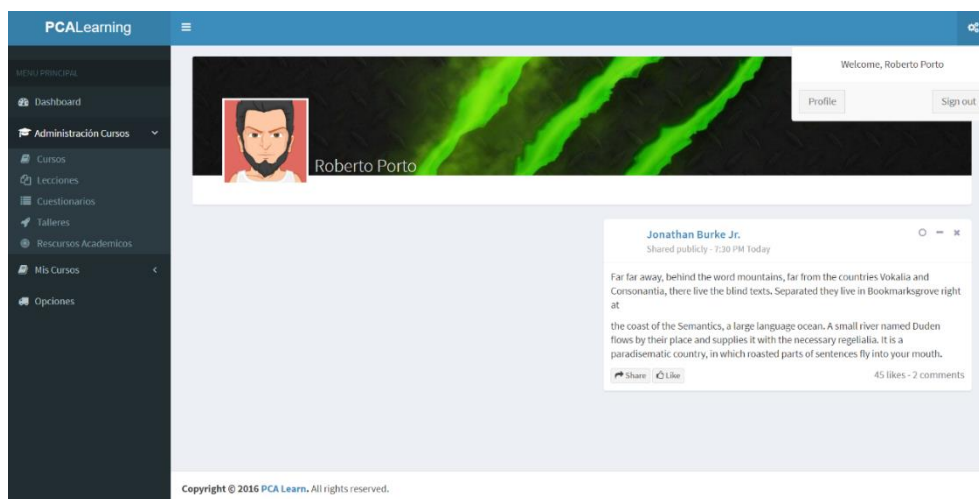 PCALearning
MENU PRINCIPAL
Dashboard
Administración Cursos
Cursos
Lecciones
Cuestionarios
Talleres
Rescursos Academicos
Mis Cursos
Opciones
Welcome, Roberto Porto
Profile
Sign out
Roberto Porto
Jonathan Burke Jr.
Shared publicly - 7:30 PM Today
Far far away, behind the word mountains, far from the countries Vokalia and
Consonantia, there live the blind texts. Separated they live in Bookmarksgrove right
at
the coast of the Semantics, a large language ocean. A small river named Duden
flows by their place and supplies it with the necessary regelialia. It is a
paradisematic country, in which roasted parts of sentences fly into your mouth.
Share Like
45 likes - 2 comments
Copyright © 2016 PCA Learn. All rights reserved.